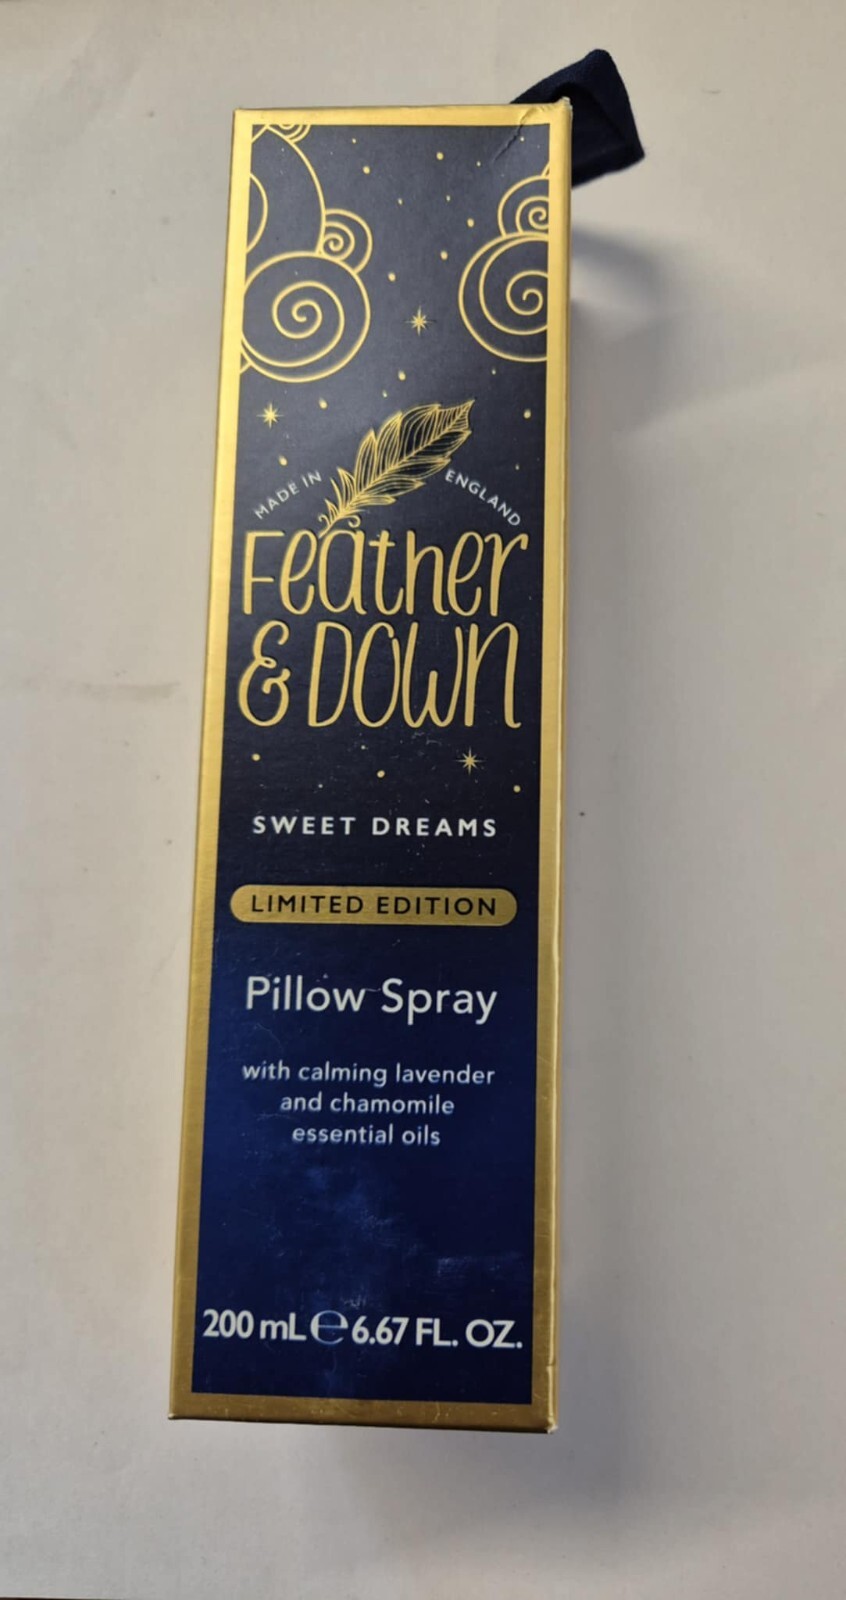 MADE IN ENGLAND
Feather
& DOWN
SWEET DREAMS
LIMITED EDITION
Pillow Spray
with calming lavender
and chamomile
essential oils
200 mL ℮ 6.67 FL. OZ.